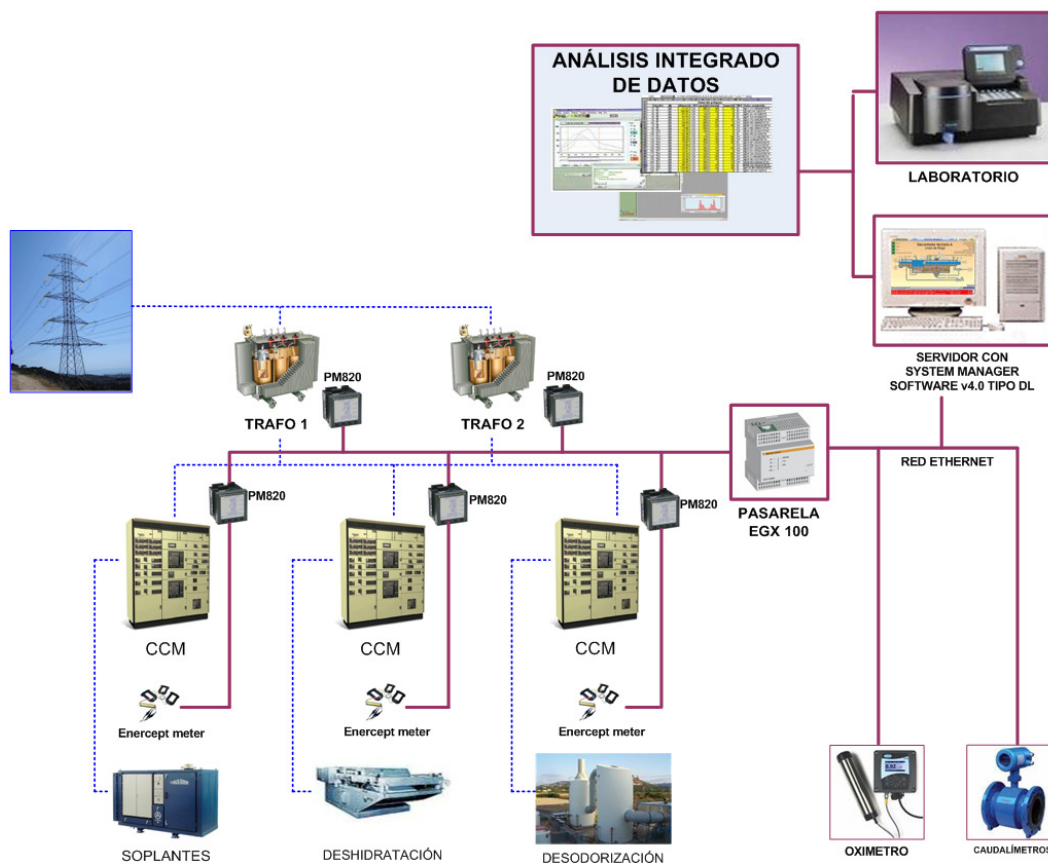 ANÁLISIS INTEGRADO
DE DATOS
LABORATORIO
SERVIDOR CON
SYSTEM MANAGER
SOFTWARE v4.0 TIPO DL
PM820
PM820
TRAFO 1
TRAFO 2
RED ETHERNET
PM820
PM820
PM820
PASARELA
EGX 100
CCM
CCM
CCM
Enercept meter
Enercept meter
Enercept meter
SOPLANTES
DESHIDRATACIÓN
DESODORIZACIÓN
OXIMETRO
CAUDALÍMETROS